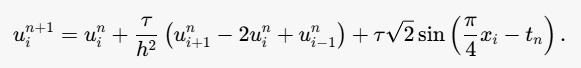 $$u_i^{n+1} = u_i^n + \frac{\tau}{h^2} \left( u_{i+1}^n - 2u_i^n + u_{i-1}^n \right) + \tau\sqrt{2} \sin\left( \frac{\pi}{4} x_i - t_n \right).$$